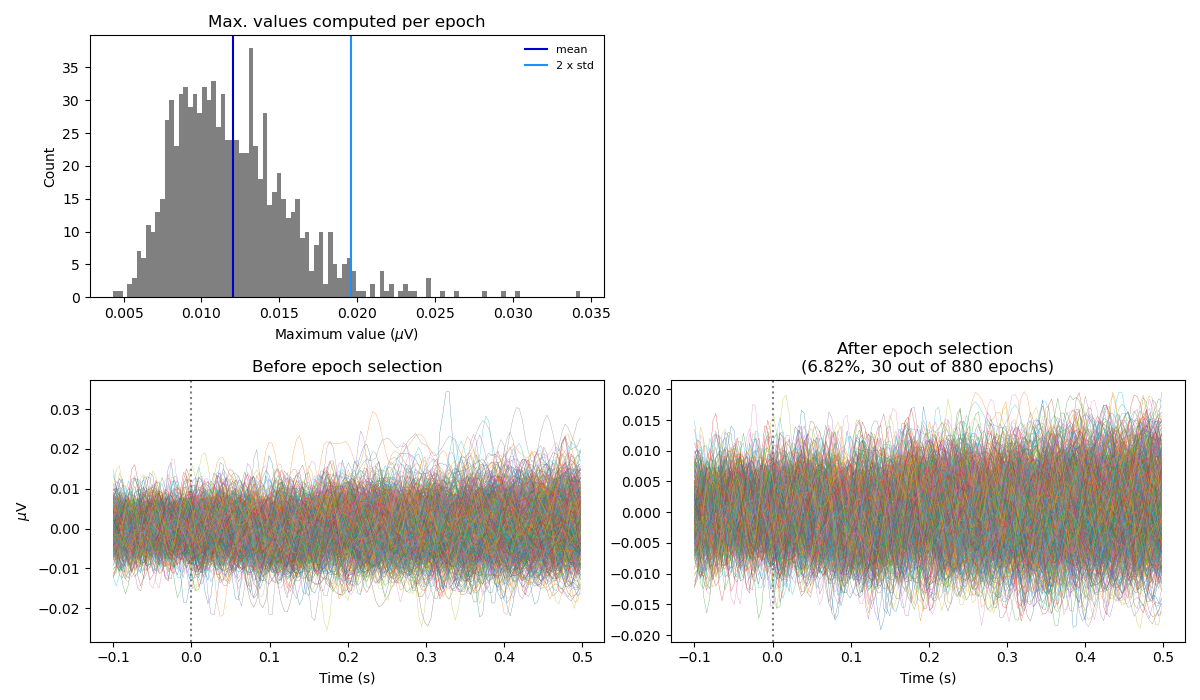 Max. values computed per epoch
Count
35
30
25
20
15
10
5
0
mean
2 x std
0.005 0.010 0.015 0.020 0.025 0.030 0.035
Maximum value (μV)
Before epoch selection
μV
0.03
0.02
0.01
0.00
−0.01
−0.02
−0.1 0.0 0.1 0.2 0.3 0.4 0.5
Time (s)
After epoch selection
(6.82%, 30 out of 880 epochs)
0.020
0.015
0.010
0.005
0.000
−0.005
−0.010
−0.015
−0.020
−0.1 0.0 0.1 0.2 0.3 0.4 0.5
Time (s)